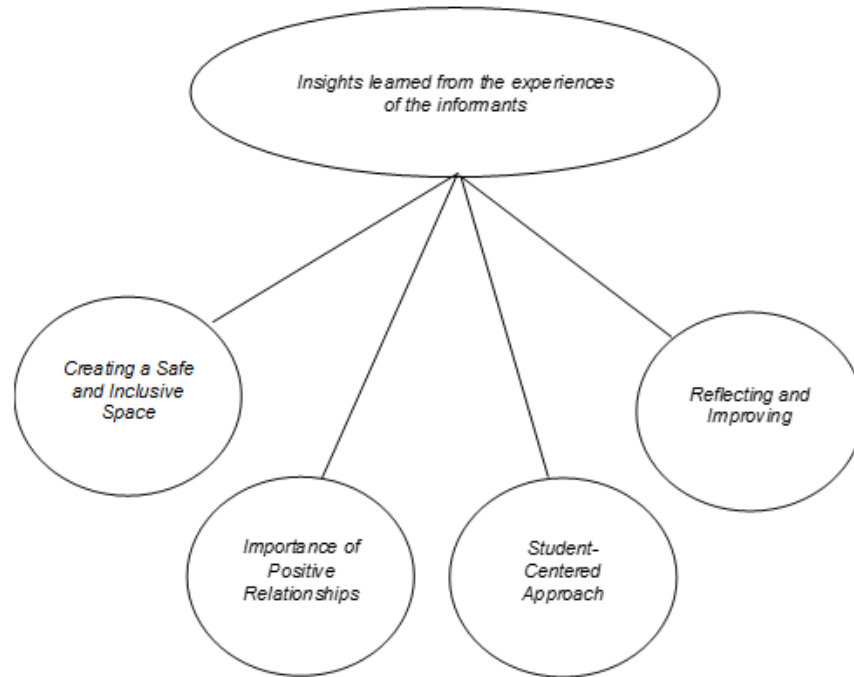 Insights learned from the experiences
of the informants
Creating a Safe
and Inclusive
Space
Reflecting and
Improving
Importance of
Positive
Relationships
Student-
Centered
Approach